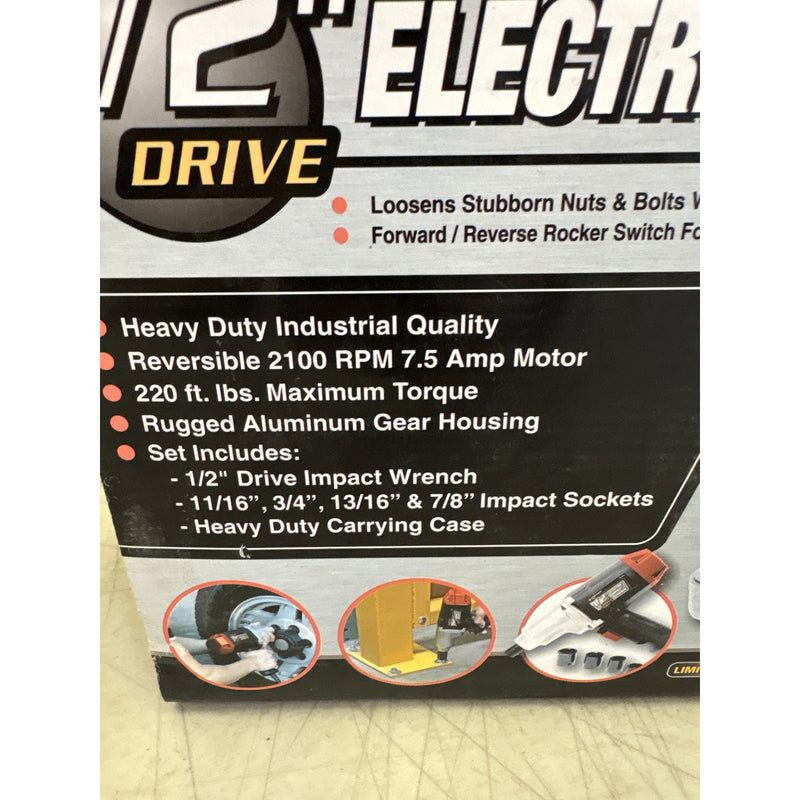 1/2" ELECTR
DRIVE
Loosens Stubborn Nuts & Bolts
Forward / Reverse Rocker Switch
Heavy Duty Industrial Quality
Reversible 2100 RPM 7.5 Amp Motor
220 ft. lbs. Maximum Torque
Rugged Aluminum Gear Housing
Set Includes:
- 1/2" Drive Impact Wrench
- 11/16”, 3/4”, 13/16” & 7/8” Impact Sockets
- Heavy Duty Carrying Case
LIMI